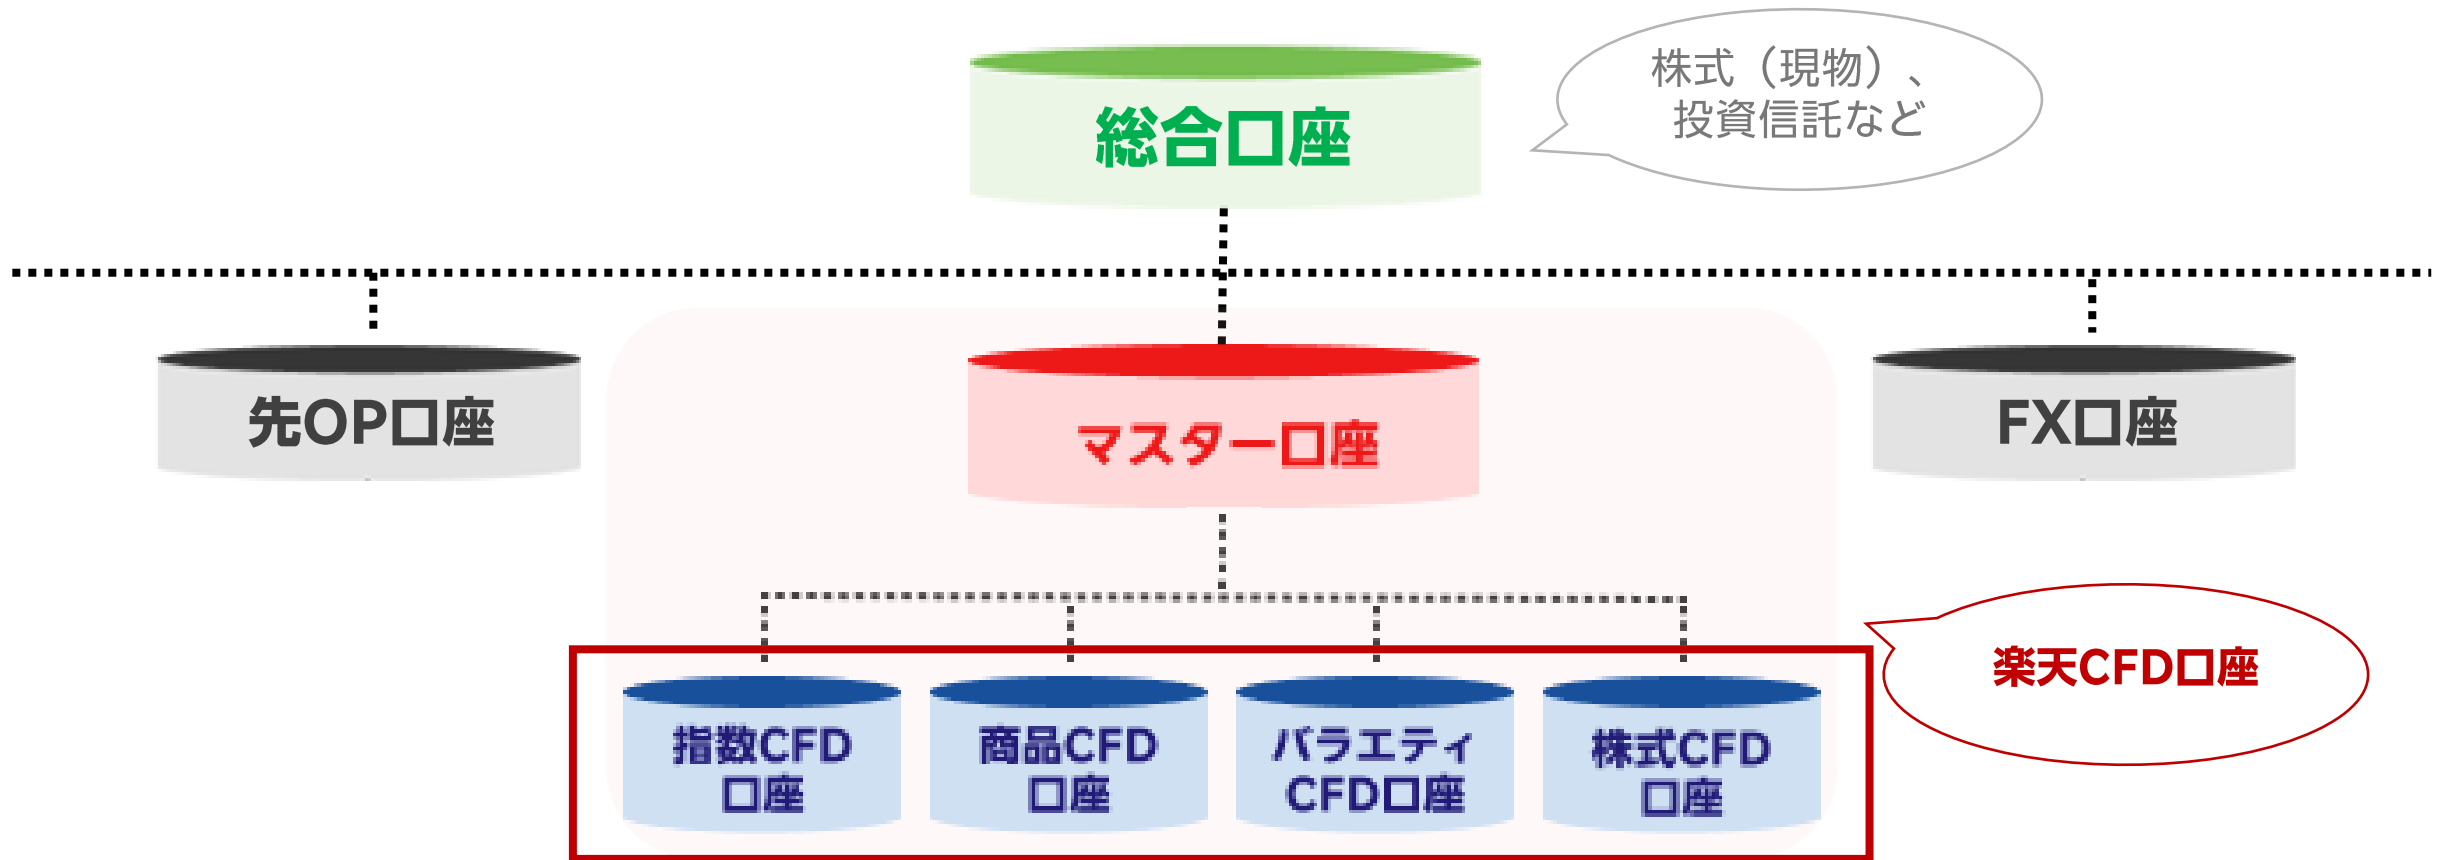 総合口座
株式（現物）、
投資信託など
先OP口座
マスター口座
FX口座
指数CFD
口座
商品CFD
口座
バラエティ
CFD口座
株式CFD
口座
楽天CFD口座